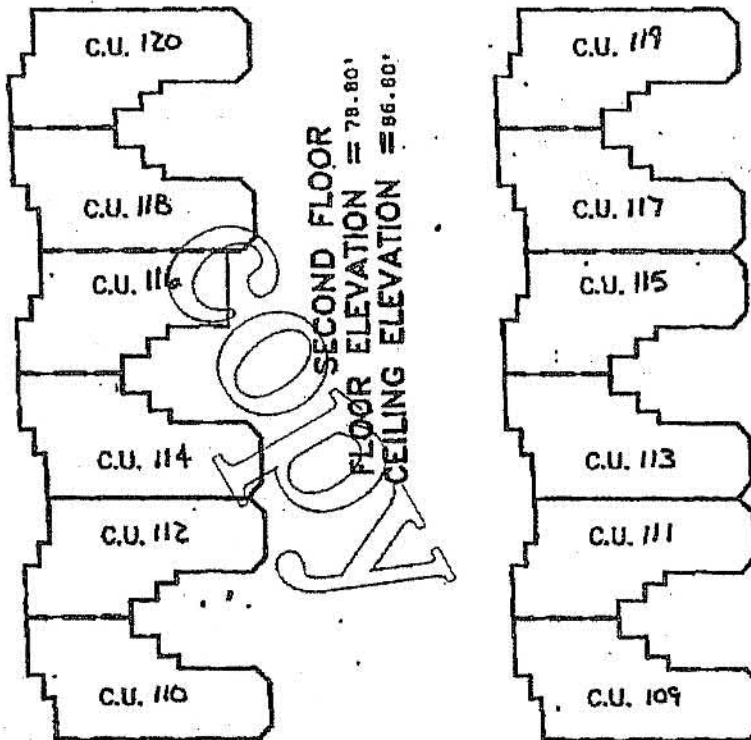 C.U. 120
C.U. 118
C.U. 116
C.U. 114
C.U. 112
C.U. 110
SECOND FLOOR
FLOOR ELEVATION = 78.80'
CEILING ELEVATION = 86.80'
copy
C.U. 119
C.U. 117
C.U. 115
C.U. 113
C.U. 111
C.U. 109